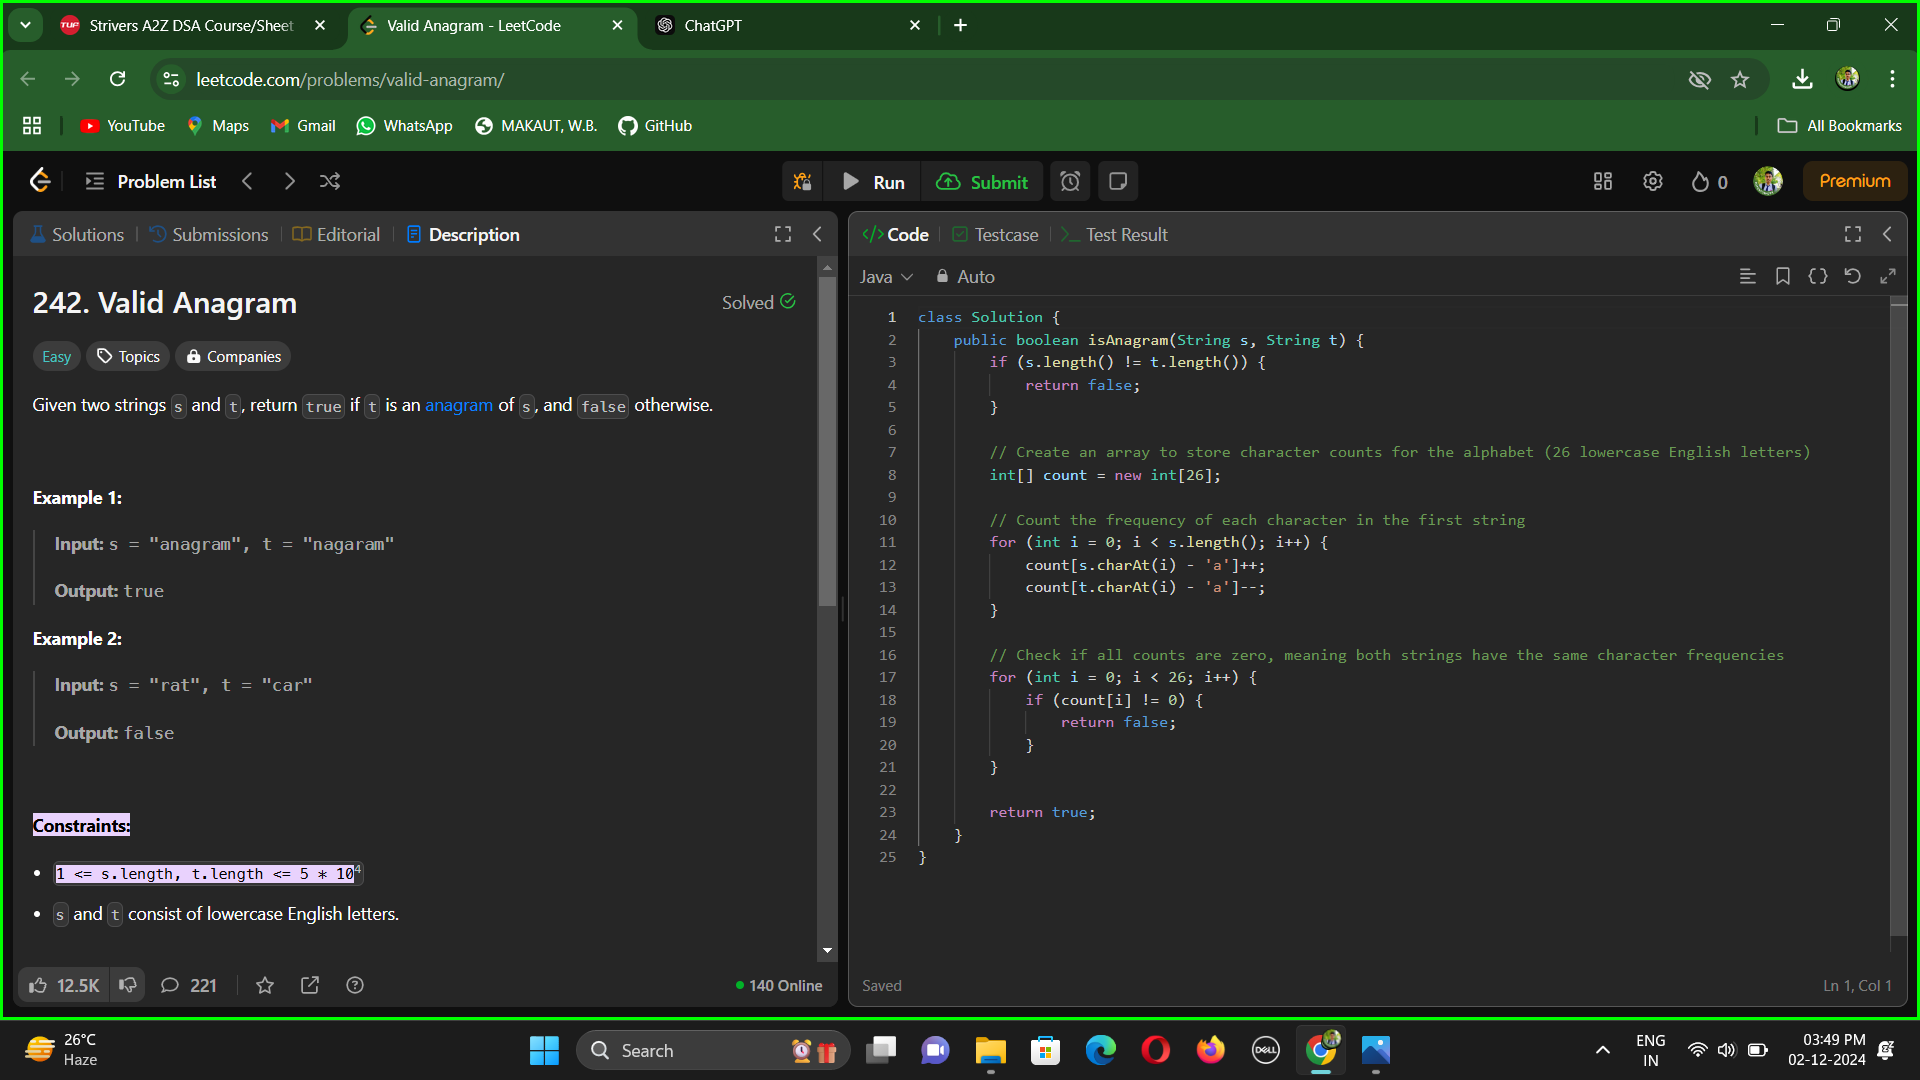 Strivers A2Z DSA Course/Sheet
Valid Anagram - LeetCode
ChatGPT
leetcode.com/problems/valid-anagram/
YouTube
Maps
Gmail
WhatsApp
MAKAUT, W.B.
GitHub
All Bookmarks
Problem List
Run
Submit
0
Premium
Solutions
Submissions
Editorial
Description
242. Valid Anagram
Solved
Easy
Topics
Companies
Given two strings s and t, return true if t is an anagram of s, and false otherwise.
Example 1:
Input: s = "anagram", t = "nagaram"
Output: true
Example 2:
Input: s = "rat", t = "car"
Output: false
Constraints:
• 1 <= s.length, t.length <= 5 * 10⁴
• s and t consist of lowercase English letters.
12.5K
221
140 Online
</>Code
Testcase
Test Result
Java
Auto
1 class Solution {
2     public boolean isAnagram(String s, String t) {
3         if (s.length() != t.length()) {
4             return false;
5         }
6
7         // Create an array to store character counts for the alphabet (26 lowercase English letters)
8         int[] count = new int[26];
9
10         // Count the frequency of each character in the first string
11         for (int i = 0; i < s.length(); i++) {
12             count[s.charAt(i) - 'a']++;
13             count[t.charAt(i) - 'a']--;
14         }
15
16         // Check if all counts are zero, meaning both strings have the same character frequencies
17         for (int i = 0; i < 26; i++) {
18             if (count[i] != 0) {
19                 return false;
20             }
21         }
22
23         return true;
24     }
25 }
Saved
Ln 1, Col 1
26°C
Haze
Search
DELL
ENG
IN
03:49 PM
02-12-2024